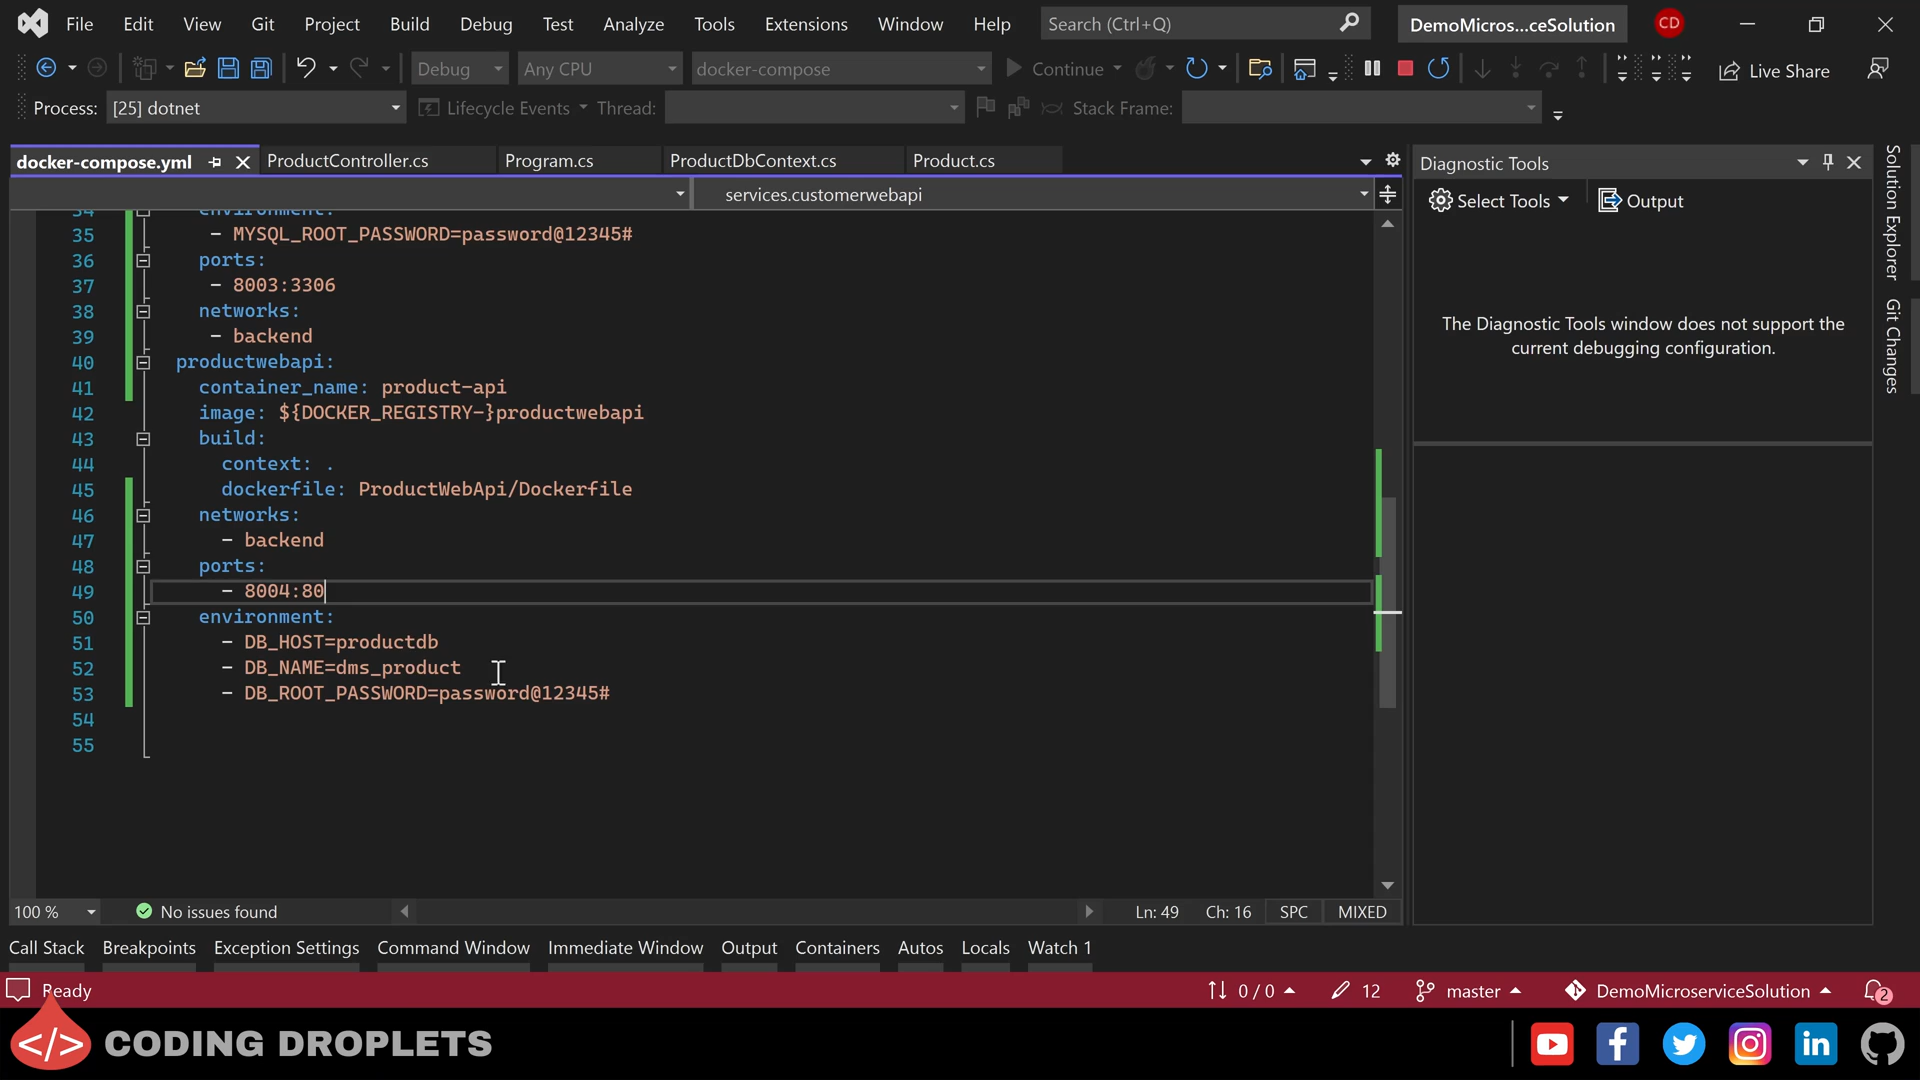 File Edit View Git Project Build Debug Test Analyze Tools Extensions Window Help Search (Ctrl+Q) DemoMicros...ceSolution CD
Debug Any CPU docker-compose Continue Live Share
Process: [25] dotnet Lifecycle Events Thread: Stack Frame:
docker-compose.yml ProductController.cs Program.cs ProductDbContext.cs Product.cs
services.customerwebapi
34 environment:
35 - MYSQL_ROOT_PASSWORD=password@12345#
36 ports:
37 - 8003:3306
38 networks:
39 - backend
40 productwebapi:
41 container_name: product-api
42 image: ${DOCKER_REGISTRY-}productwebapi
43 build:
44 context: .
45 dockerfile: ProductWebApi/Dockerfile
46 networks:
47 - backend
48 ports:
49 - 8004:80
50 environment:
51 - DB_HOST=productdb
52 - DB_NAME=dms_product
53 - DB_ROOT_PASSWORD=password@12345#
54
55
Diagnostic Tools
Select Tools Output
The Diagnostic Tools window does not support the
current debugging configuration.
Solution Explorer
Git Changes
100 % No issues found Ln: 49 Ch: 16 SPC MIXED
Call Stack Breakpoints Exception Settings Command Window Immediate Window Output Containers Autos Locals Watch 1
Ready 0 / 0 12 master DemoMicroserviceSolution 2
</> CODING DROPLETS